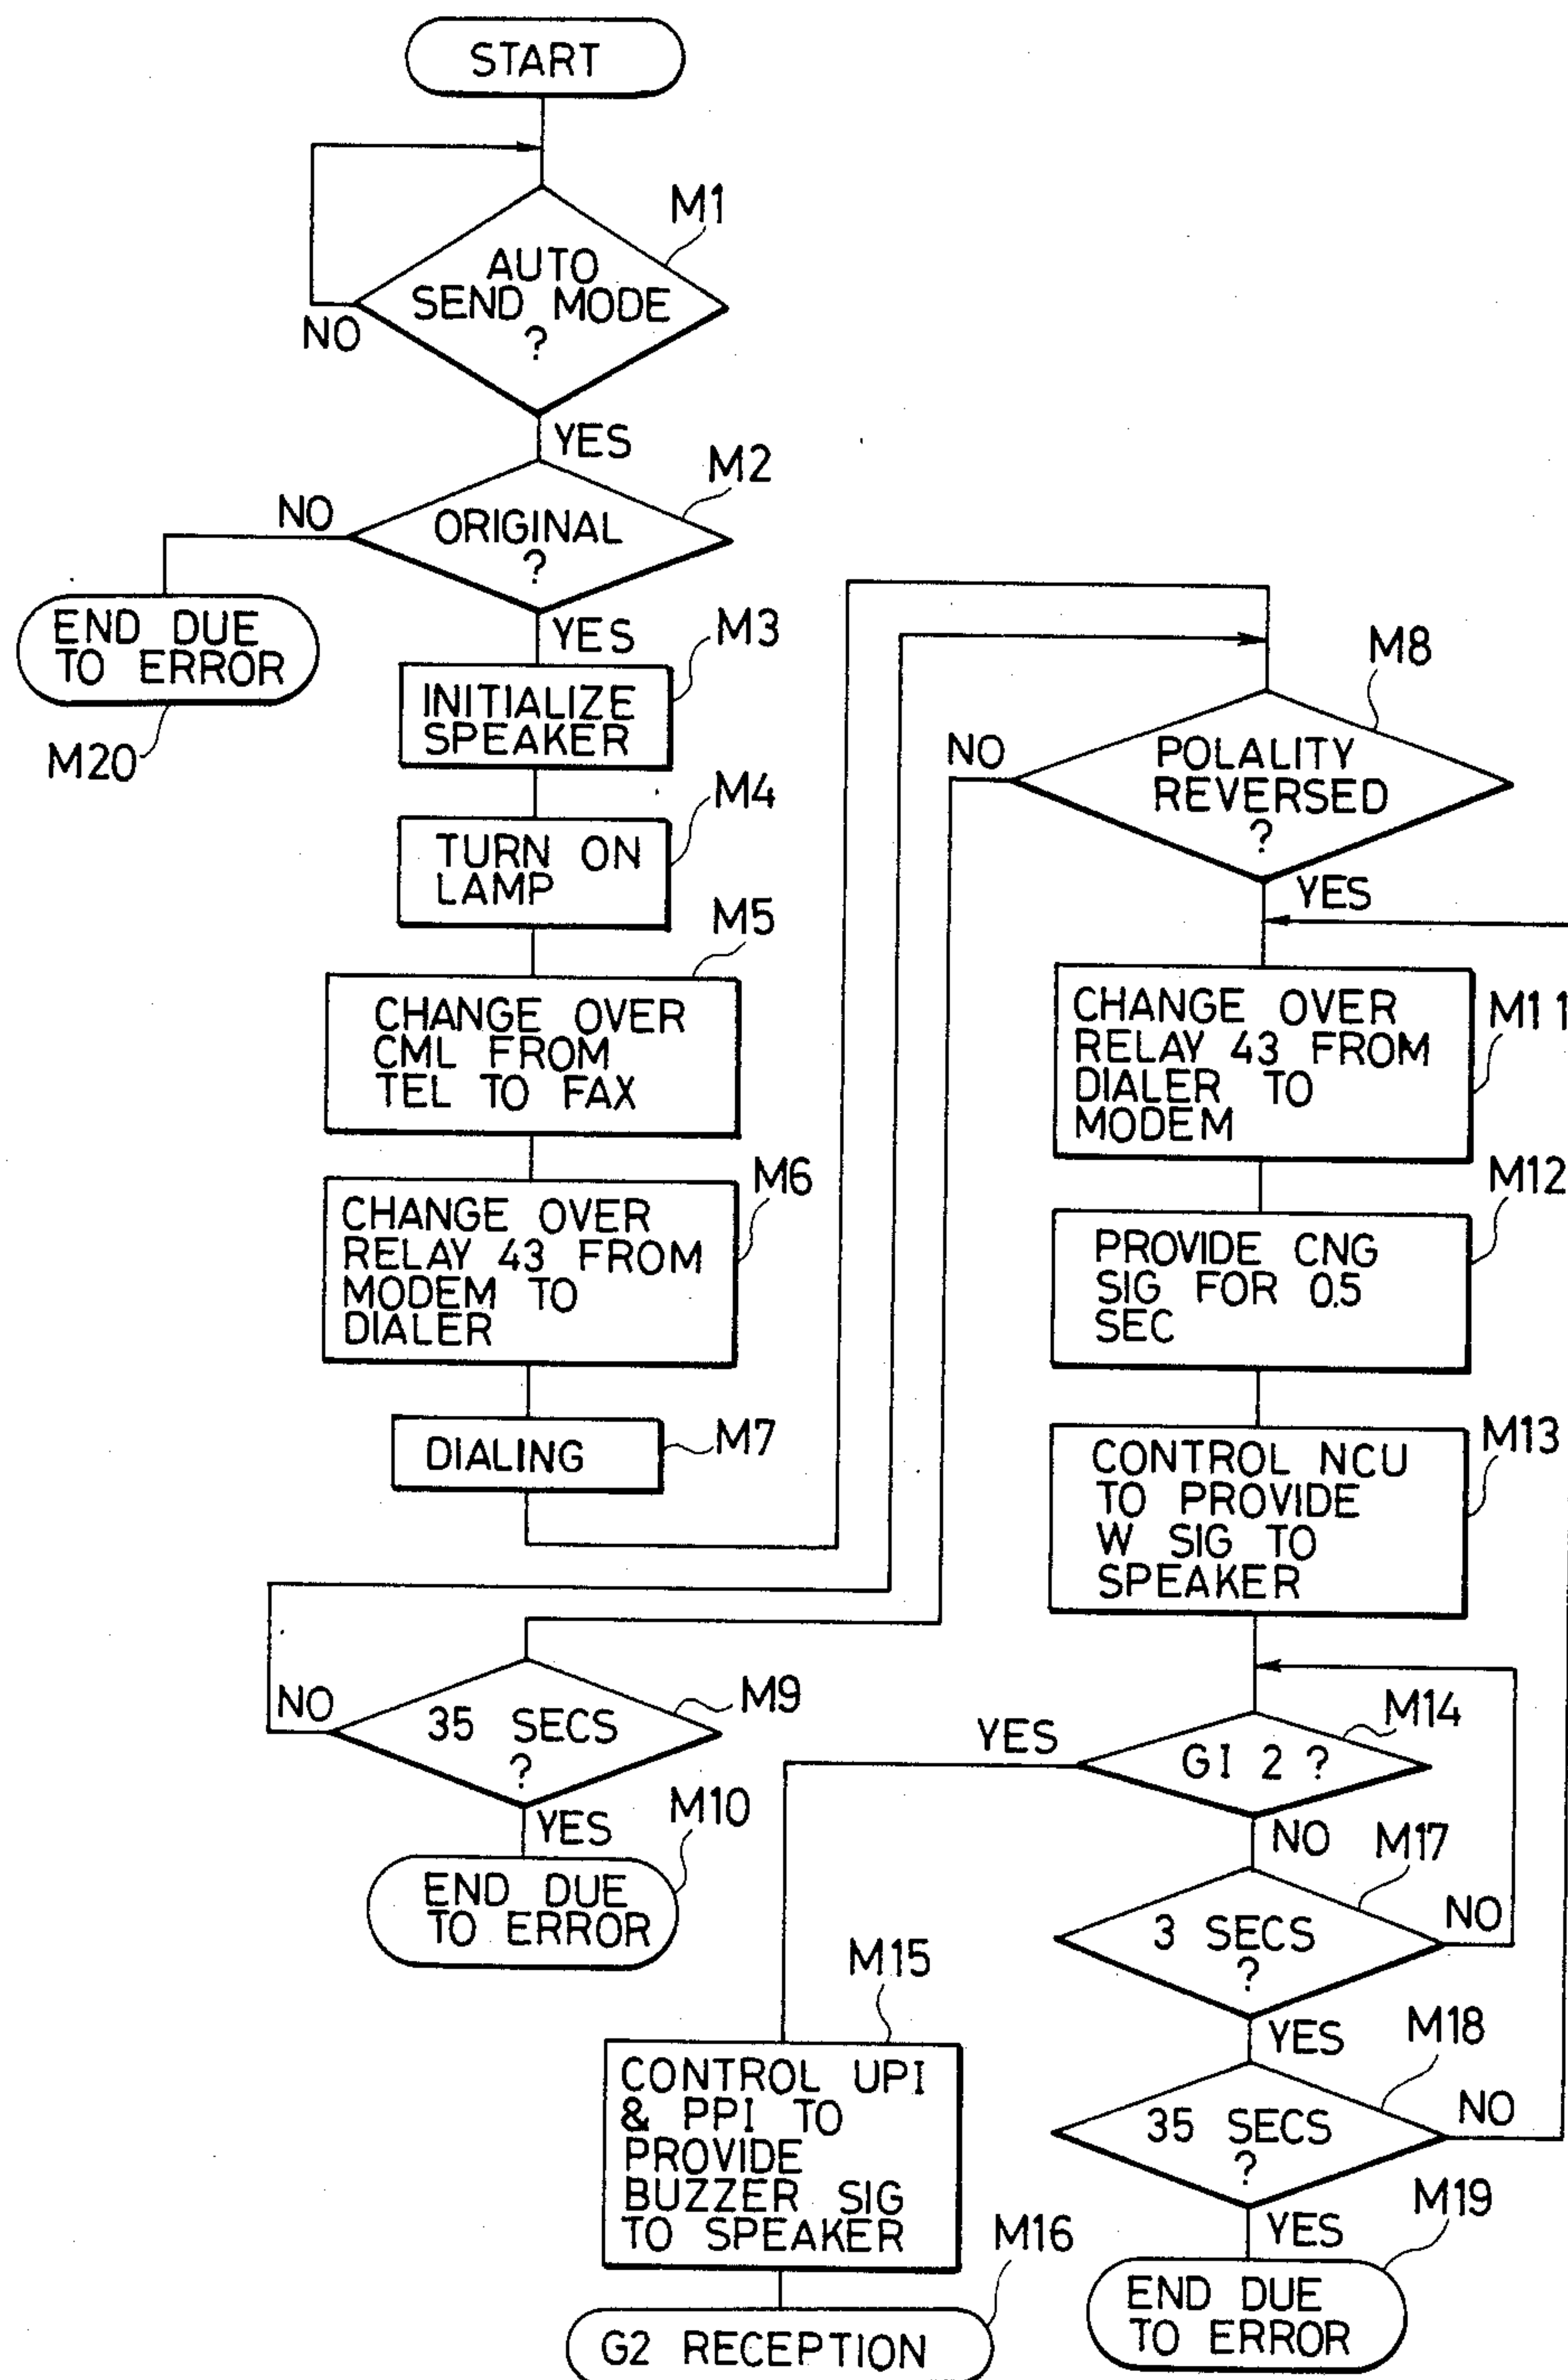 START
M1
AUTO
SEND MODE
?
NO
YES
M2
NO
ORIGINAL
?
END DUE
TO ERROR
M20
YES
M3
INITIALIZE
SPEAKER
M4
TURN ON
LAMP
M5
CHANGE OVER
CML FROM
TEL TO FAX
M6
CHANGE OVER
RELAY 43 FROM
MODEM TO
DIALER
DIALING
M7
M8
NO
POLALITY
REVERSED
?
YES
NO
35 SECS
?
M9
YES
M10
END DUE
TO ERROR
CHANGE OVER
RELAY 43 FROM
DIALER TO
MODEM
M11
M12
PROVIDE CNG
SIG FOR 0.5
SEC
M13
CONTROL NCU
TO PROVIDE
W SIG TO
SPEAKER
M14
YES
GI 2 ?
NO
M17
3 SECS
?
NO
YES
M18
35 SECS
?
NO
YES
M19
END DUE
TO ERROR
M15
CONTROL UPI
& PPI TO
PROVIDE
BUZZER SIG
TO SPEAKER
M16
G2 RECEPTION